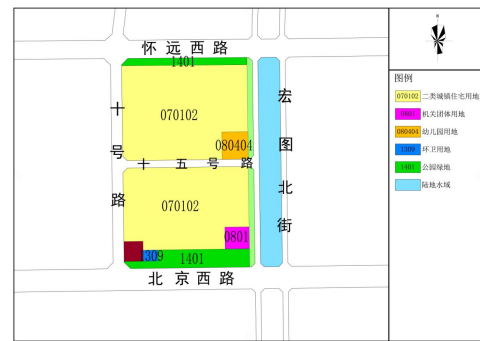 怀远西路
1401
070102
080404
十号路
十五号路
宏图北街
070102
0801
1309
1401
北京西路
图例
070102 二类城镇住宅用地
0801 机关团体用地
080404 幼儿园用地
1309 环卫用地
1401 公园绿地
陆地水域